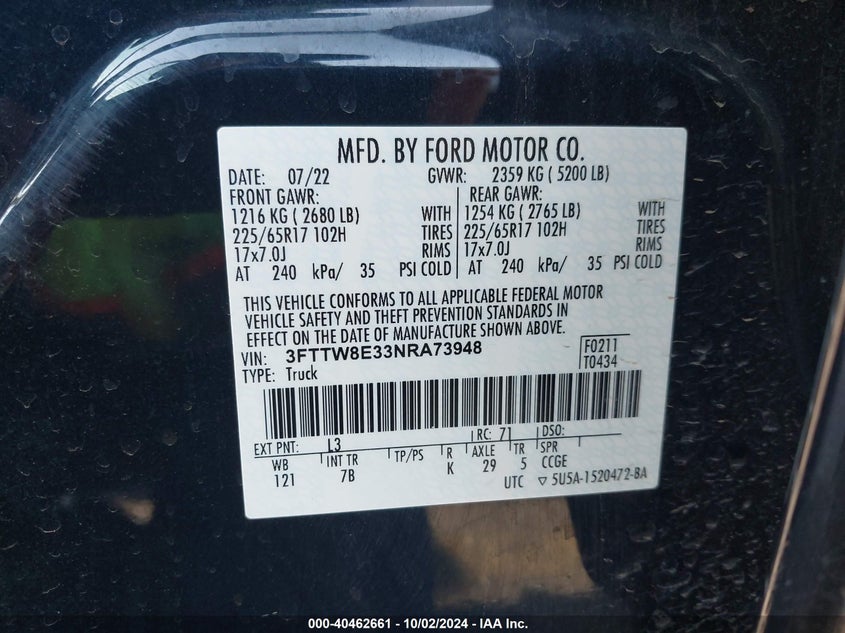 MFD. BY FORD MOTOR CO.
DATE: 07/22 GVWR: 2359 KG ( 5200 LB)
FRONT GAWR: REAR GAWR:
1216 KG ( 2680 LB) WITH 1254 KG ( 2765 LB) WITH
225/65R17 102H TIRES 225/65R17 102H TIRES
17x7.0J RIMS 17x7.0J RIMS
AT 240 kPa/ 35 PSI COLD AT 240 kPa/ 35 PSI COLD
THIS VEHICLE CONFORMS TO ALL APPLICABLE FEDERAL MOTOR
VEHICLE SAFETY AND THEFT PREVENTION STANDARDS IN
EFFECT ON THE DATE OF MANUFACTURE SHOWN ABOVE.
VIN: 3FTTW8E33NRA73948 F0211
TYPE: Truck T0434
EXT PNT: L3 RC: 71 DSO:
WB INT TR TP/PS R AXLE TR SPR
121 7B K 29 5 CCGE
UTC ▽ 5U5A-1520472-BA
000-40462661 - 10/02/2024 - IAA Inc.